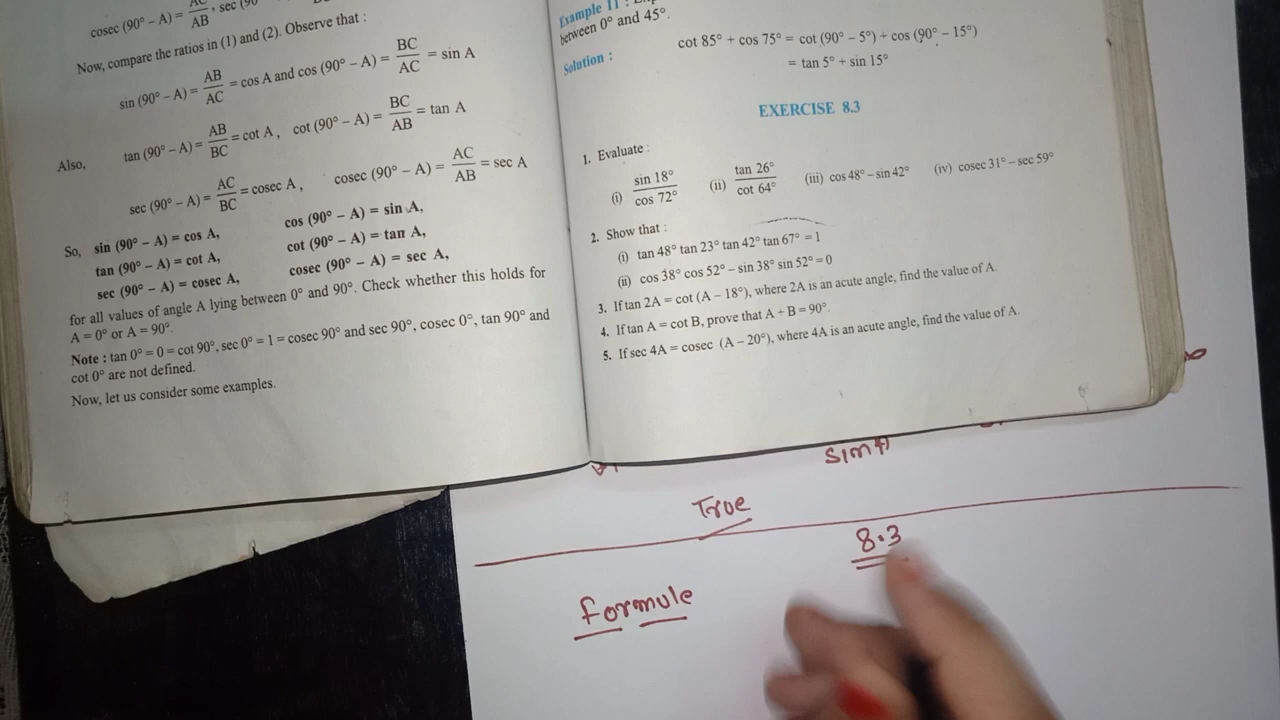 cosec (90° – A) = AC/AB, sec (90°
Now, compare the ratios in (1) and (2). Observe that :
sin (90° – A) = AB/AC = cos A and cos (90° – A) = BC/AC = sin A
Also, tan (90° – A) = AB/BC = cot A , cot (90° – A) = BC/AB = tan A
sec (90° – A) = AC/BC = cosec A , cosec (90° – A) = AC/AB = sec A
So, sin (90° – A) = cos A, cos (90° – A) = sin A,
tan (90° – A) = cot A, cot (90° – A) = tan A,
sec (90° – A) = cosec A, cosec (90° – A) = sec A,
for all values of angle A lying between 0° and 90°. Check whether this holds for
A = 0° or A = 90°.
Note : tan 0° = 0 = cot 90°, sec 0° = 1 = cosec 90° and sec 90°, cosec 0°, tan 90° and
cot 0° are not defined.
Now, let us consider some examples.
Example 11 :
between 0° and 45°.
Solution : cot 85° + cos 75° = cot (90° – 5°) + cos (90° – 15°)
= tan 5° + sin 15°
EXERCISE 8.3
1. Evaluate :
(i) sin 18°/cos 72° (ii) tan 26°/cot 64° (iii) cos 48° – sin 42° (iv) cosec 31° – sec 59°
2. Show that :
(i) tan 48° tan 23° tan 42° tan 67° = 1
(ii) cos 38° cos 52° – sin 38° sin 52° = 0
3. If tan 2A = cot (A – 18°), where 2A is an acute angle, find the value of A.
4. If tan A = cot B, prove that A + B = 90°.
5. If sec 4A = cosec (A – 20°), where 4A is an acute angle, find the value of A.
True
8.3
Formule